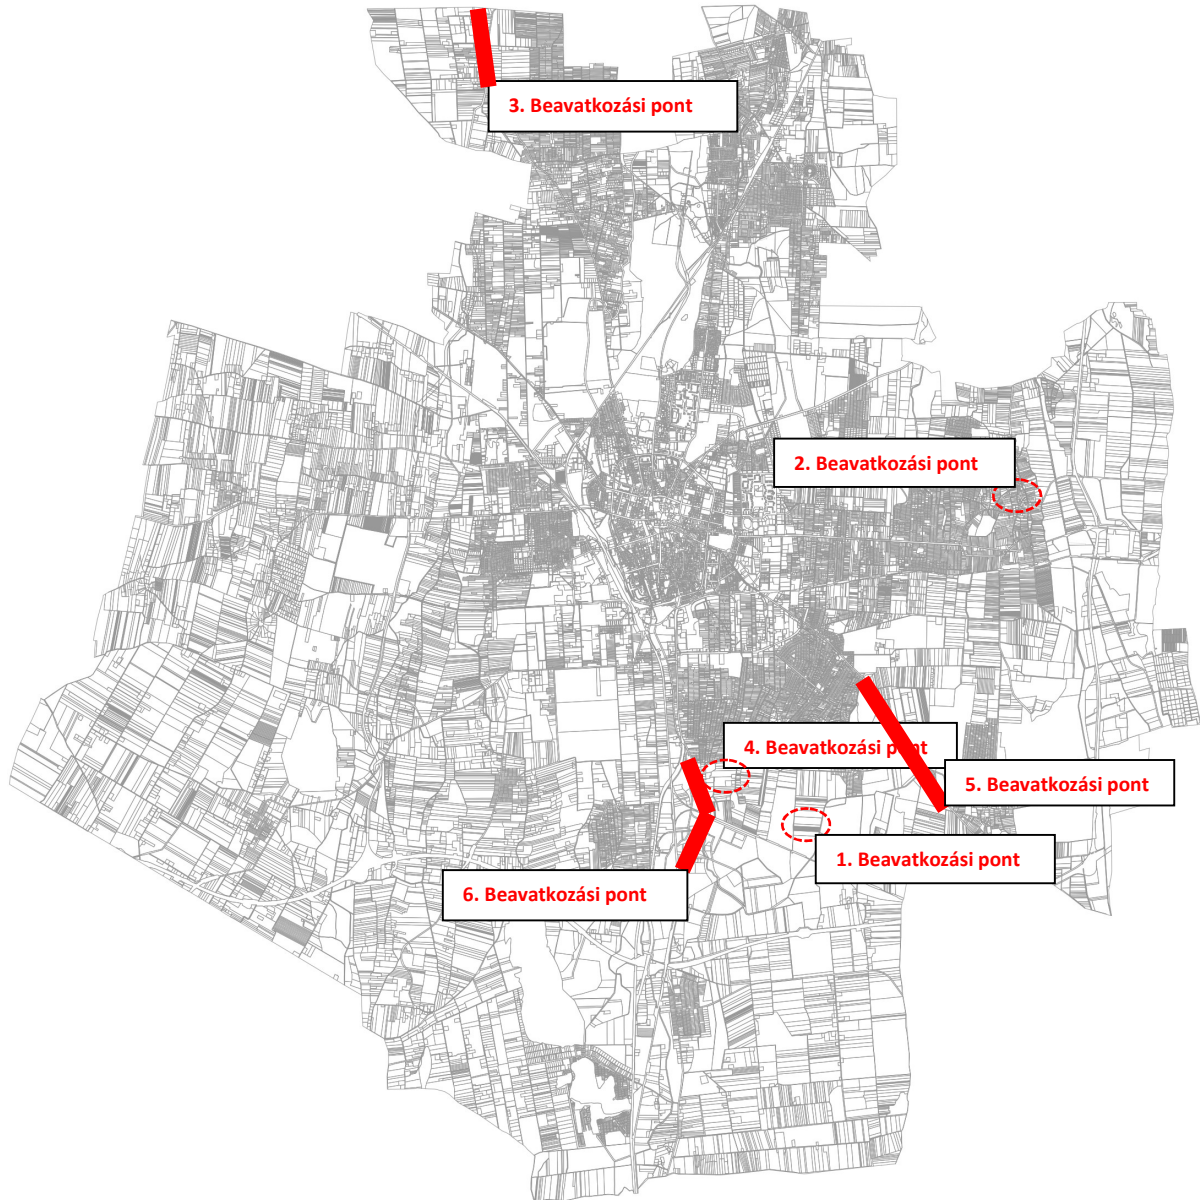 3. Beavatkozási pont
2. Beavatkozási pont
4. Beavatkozási pont
5. Beavatkozási pont
1. Beavatkozási pont
6. Beavatkozási pont